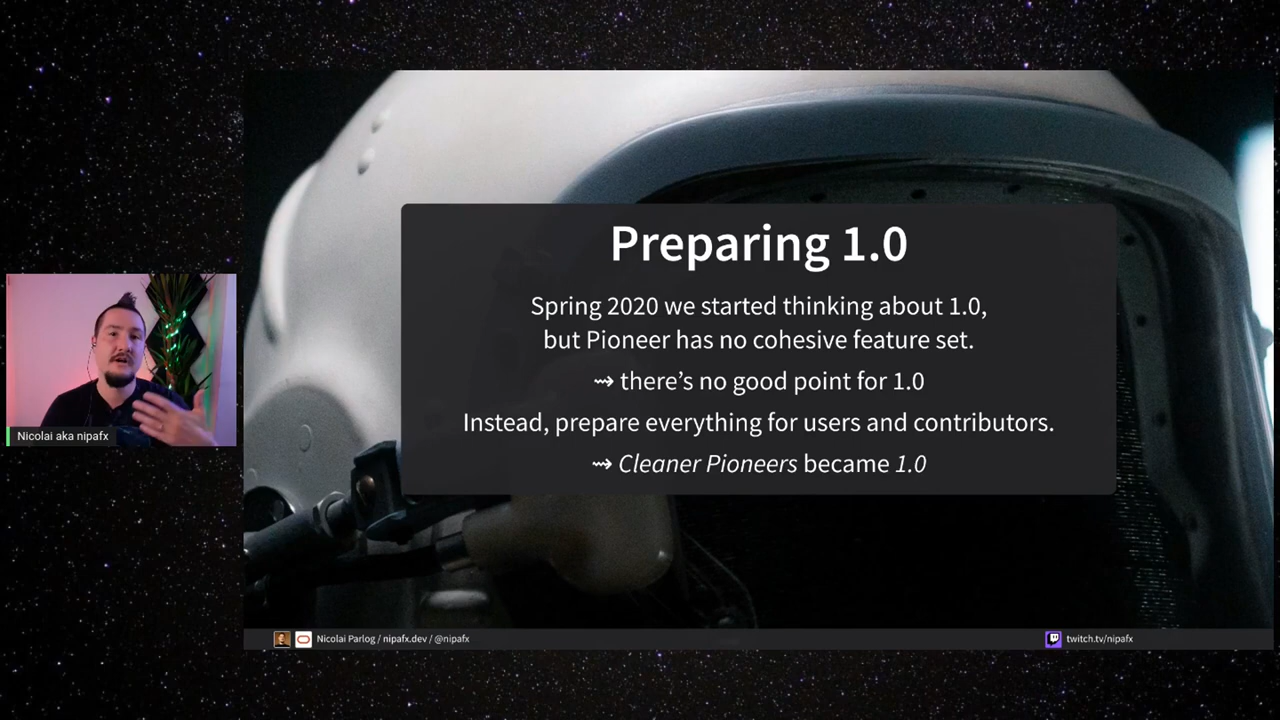 Preparing 1.0
Spring 2020 we started thinking about 1.0,
but Pioneer has no cohesive feature set.
⇝ there's no good point for 1.0
Instead, prepare everything for users and contributors.
⇝ Cleaner Pioneers became 1.0
Nicolai aka nipafx
Nicolai Parlog / nipafx.dev / @nipafx
twitch.tv/nipafx